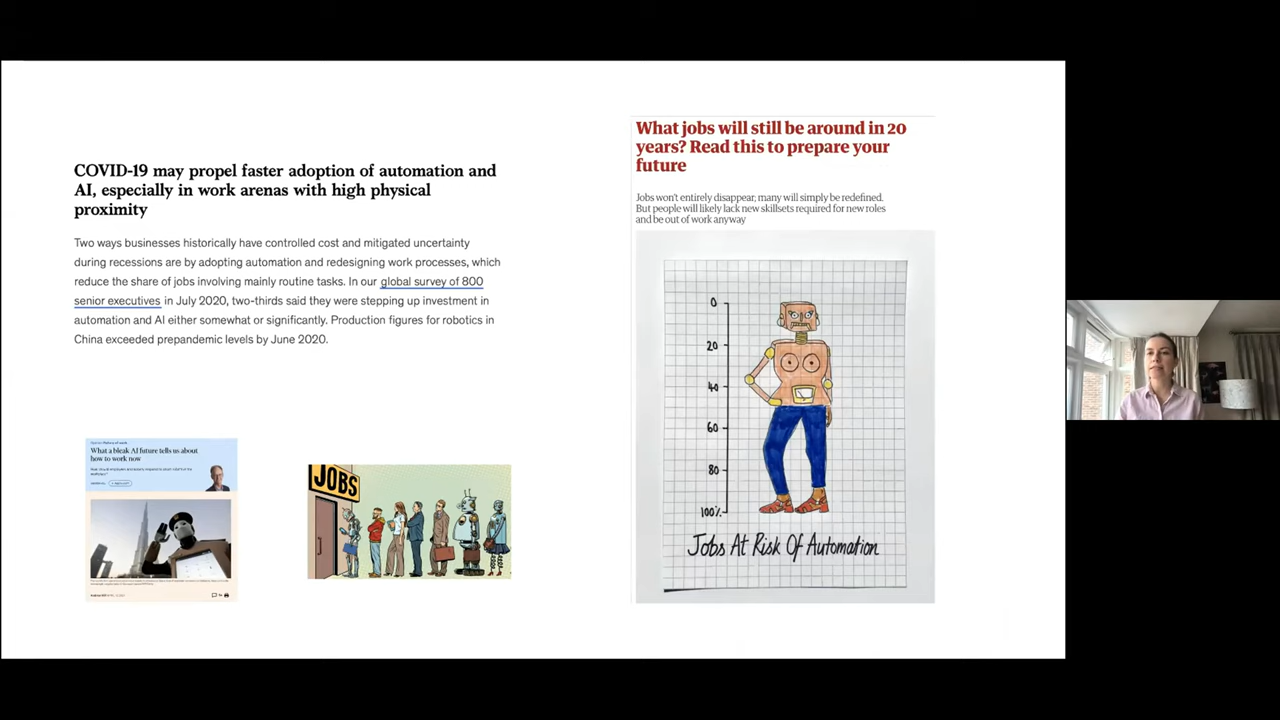 COVID-19 may propel faster adoption of automation and
AI, especially in work arenas with high physical
proximity
Two ways businesses historically have controlled cost and mitigated uncertainty
during recessions are by adopting automation and redesigning work processes, which
reduce the share of jobs involving mainly routine tasks. In our global survey of 800
senior executives in July 2020, two-thirds said they were stepping up investment in
automation and AI either somewhat or significantly. Production figures for robotics in
China exceeded prepandemic levels by June 2020.
What a bleak AI future tells us about
how to work now
JOBS
What jobs will still be around in 20
years? Read this to prepare your
future
Jobs won't entirely disappear; many will simply be redefined.
But people will likely lack new skillsets required for new roles
and be out of work anyway
0
20
40
60
80
100%
Jobs At Risk Of Automation